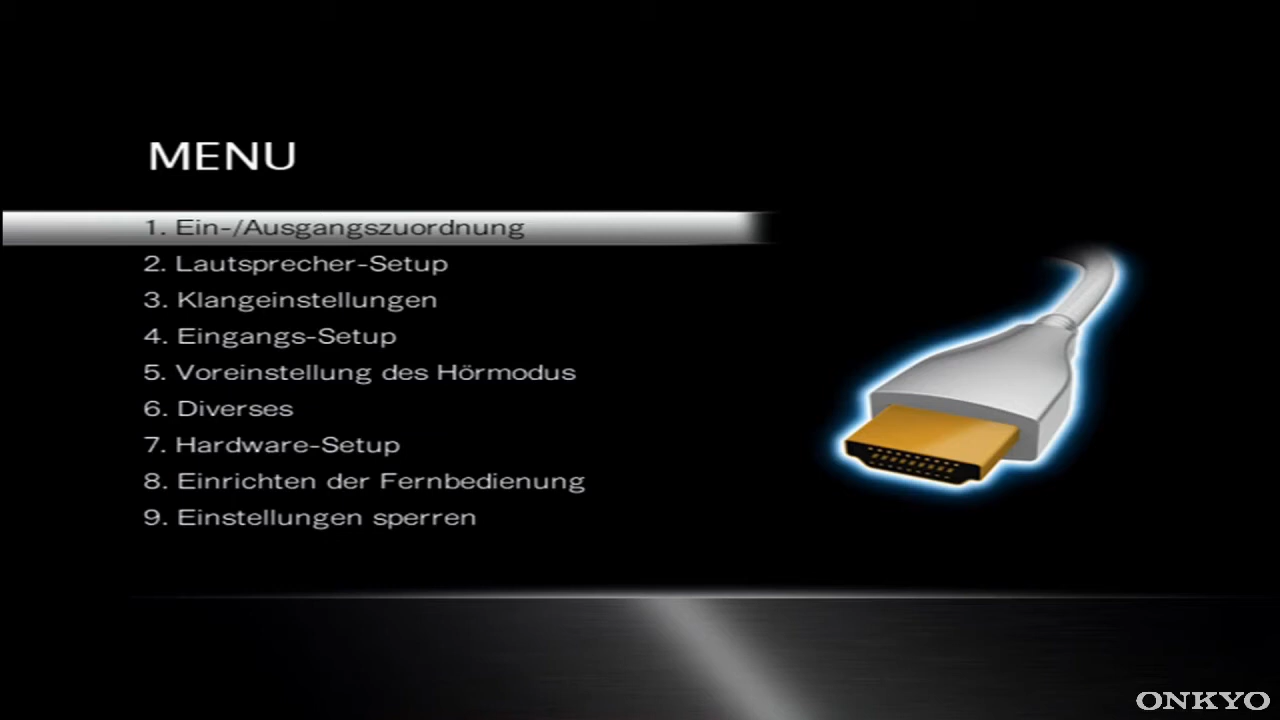 MENU
1. Ein-/Ausgangszuordnung
2. Lautsprecher-Setup
3. Klangeinstellungen
4. Eingangs-Setup
5. Voreinstellung des Hörmodus
6. Diverses
7. Hardware-Setup
8. Einrichten der Fernbedienung
9. Einstellungen sperren
ONKYO